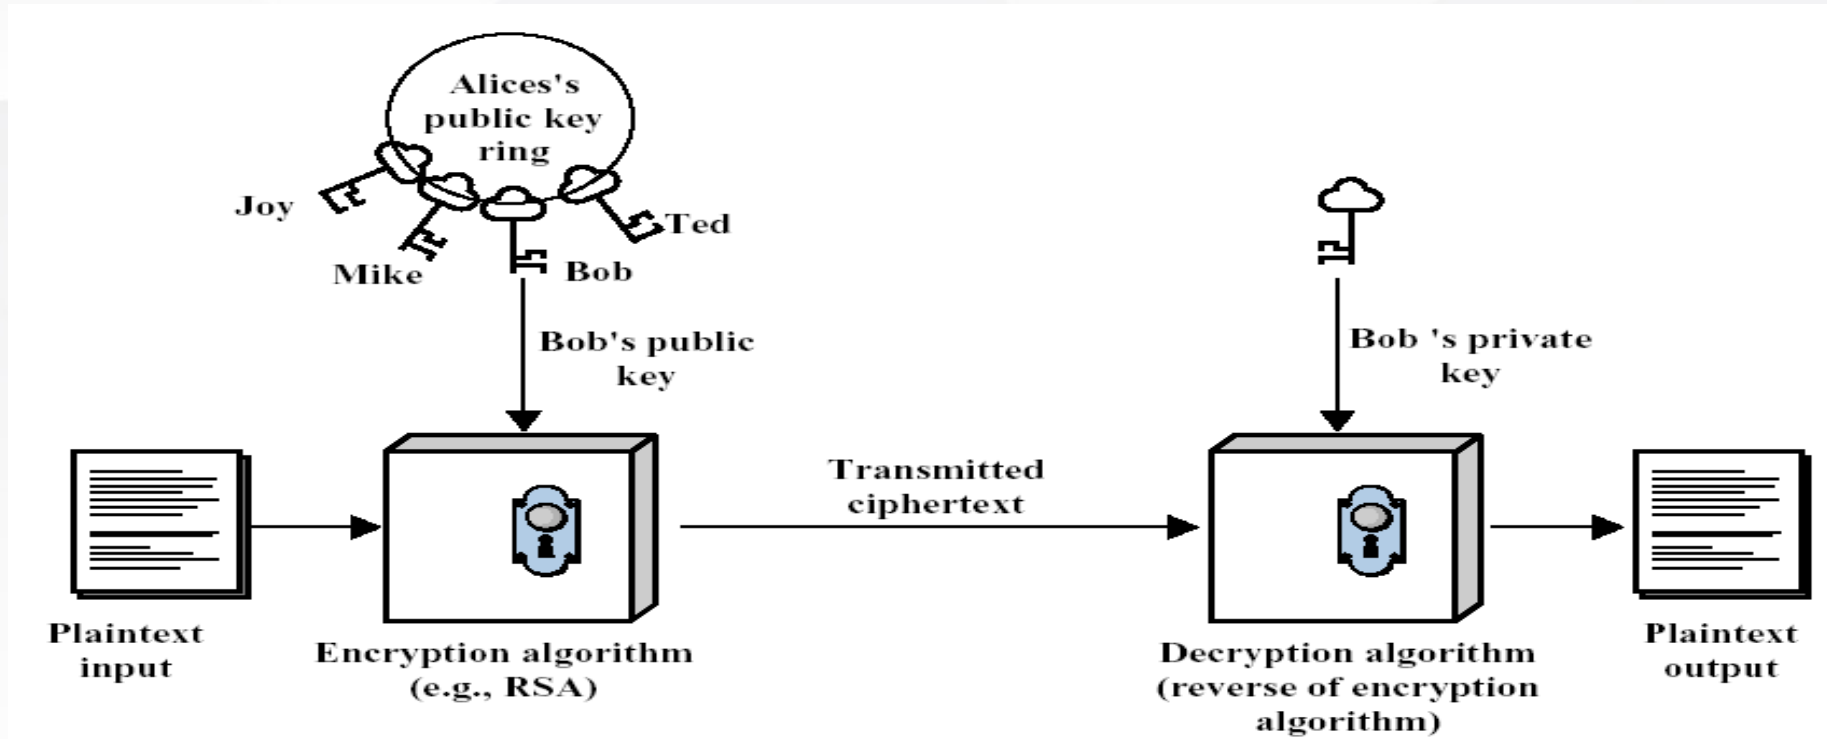 Alices's
public key
ring
Joy
Mike
Bob
Ted
Bob's public
key
Bob 's private
key
Transmitted
ciphertext
Plaintext
input
Encryption algorithm
(e.g., RSA)
Decryption algorithm
(reverse of encryption
algorithm)
Plaintext
output